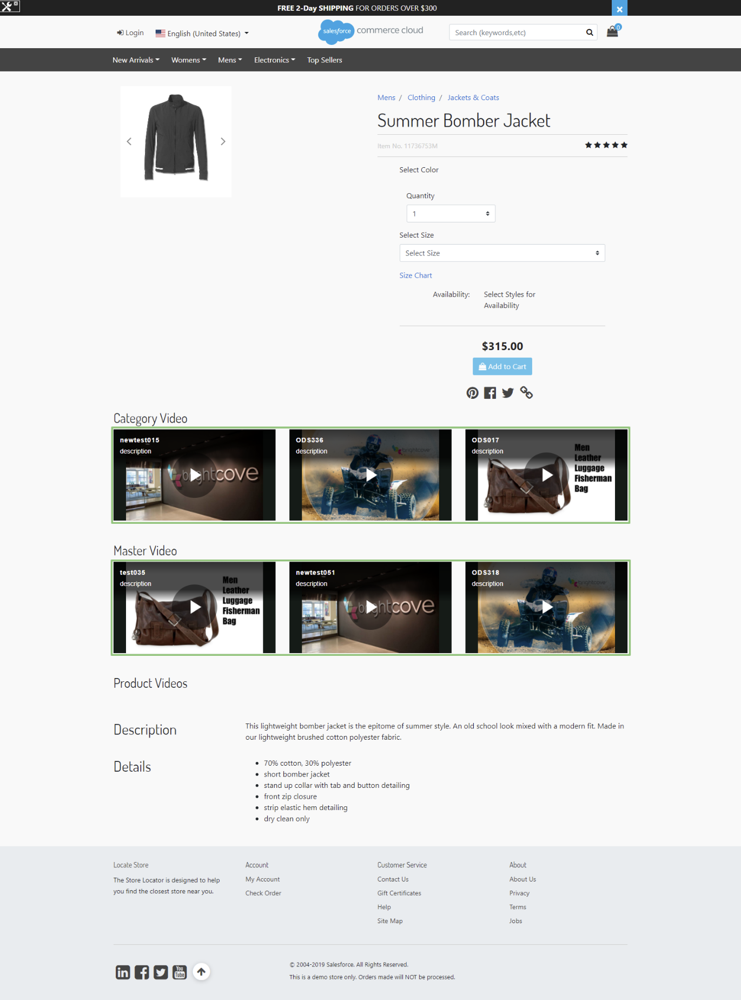 FREE 2-Day SHIPPING FOR ORDERS OVER $300
Login
English (United States)
salesforce commerce cloud
Search (keywords,etc)
0
New Arrivals
Womens
Mens
Electronics
Top Sellers
Mens / Clothing / Jackets & Coats
Summer Bomber Jacket
Item No. 11736753M
Select Color
Quantity
1
Select Size
Select Size
Size Chart
Availability:
Select Styles for
Availability
$315.00
Add to Cart
Category Video
newtest015
description
brightcove
ODS336
description
brightcove
ODS017
description
Men
Leather
Luggage
Fisherman
Bag
Master Video
test035
description
Men
Leather
Luggage
Fisherman
Bag
newtest051
description
brightcove
ODS318
description
brightcove
Product Videos
Description
This lightweight bomber jacket is the epitome of summer style. An old school look mixed with a modern fit. Made in
our lightweight brushed cotton polyester fabric.
Details
70% cotton, 30% polyester
short bomber jacket
stand up collar with tab and button detailing
front zip closure
strip elastic hem detailing
dry clean only
Locate Store
The Store Locator is designed to help
you find the closest store near you.
Account
My Account
Check Order
Customer Service
Contact Us
Gift Certificates
Help
Site Map
About
About Us
Privacy
Terms
Jobs
in
You
Tube
© 2004-2019 Salesforce. All Rights Reserved.
This is a demo store only. Orders made will NOT be processed.